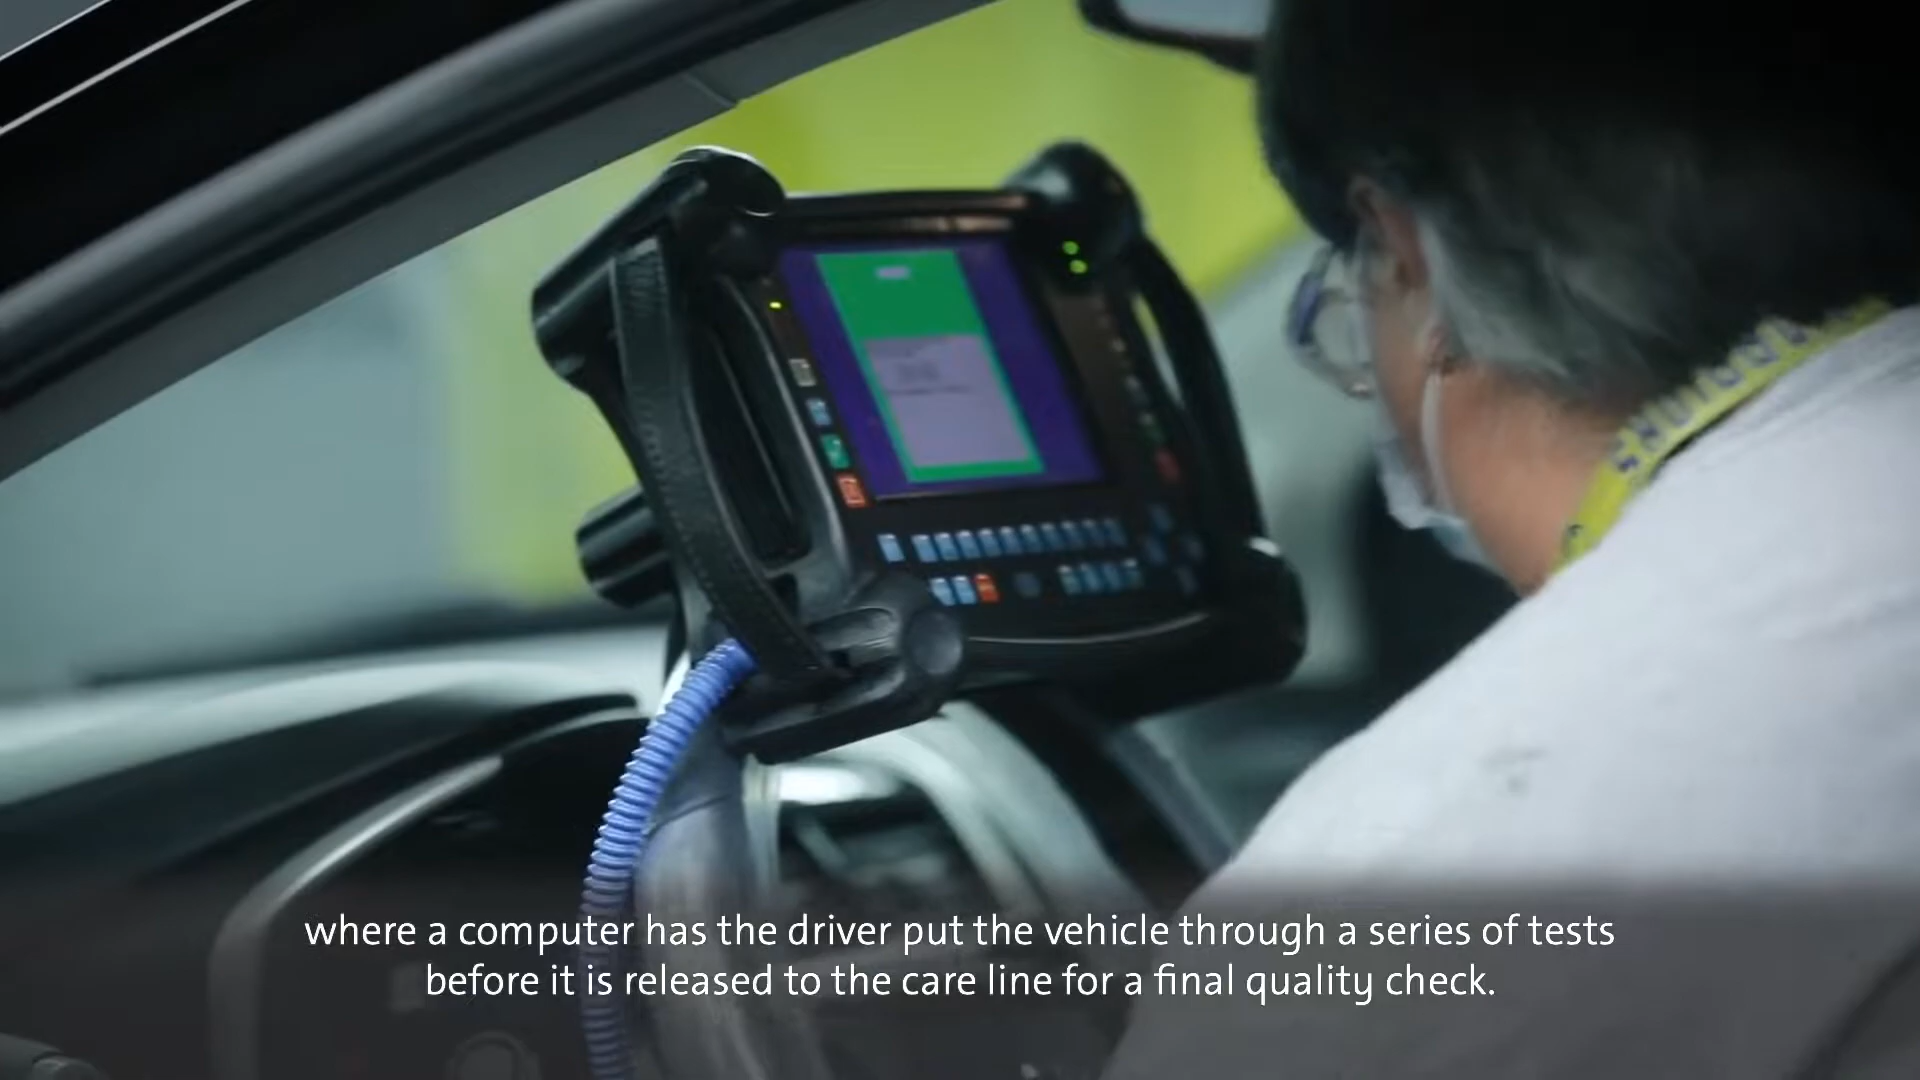 where a computer has the driver put the vehicle through a series of tests
before it is released to the care line for a final quality check.